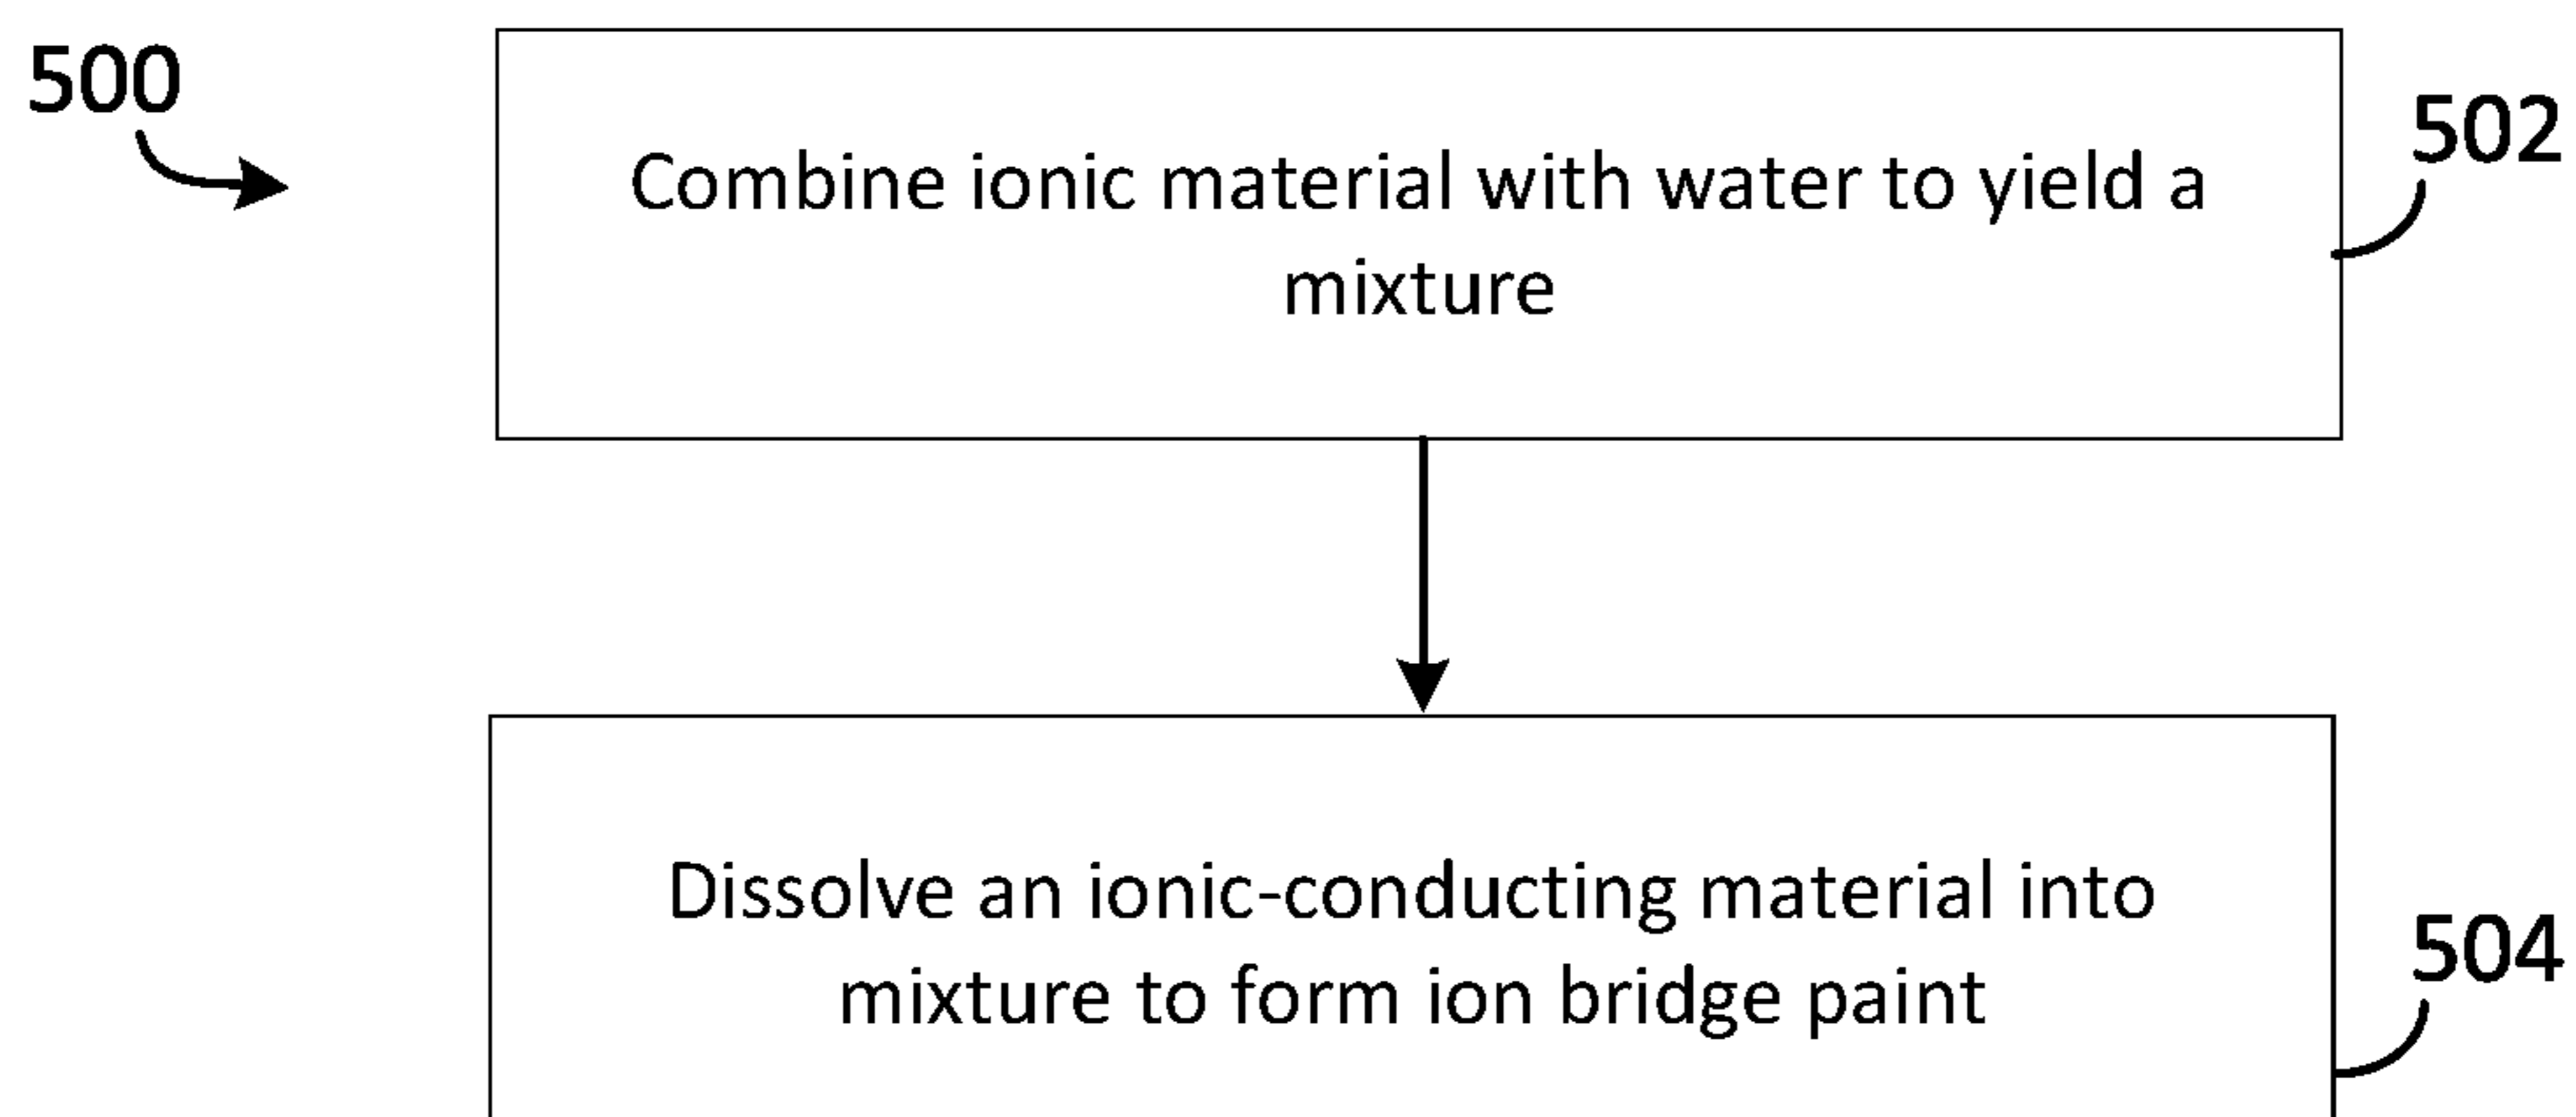 500
Combine ionic material with water to yield a
mixture
502
Dissolve an ionic-conducting material into
mixture to form ion bridge paint
504